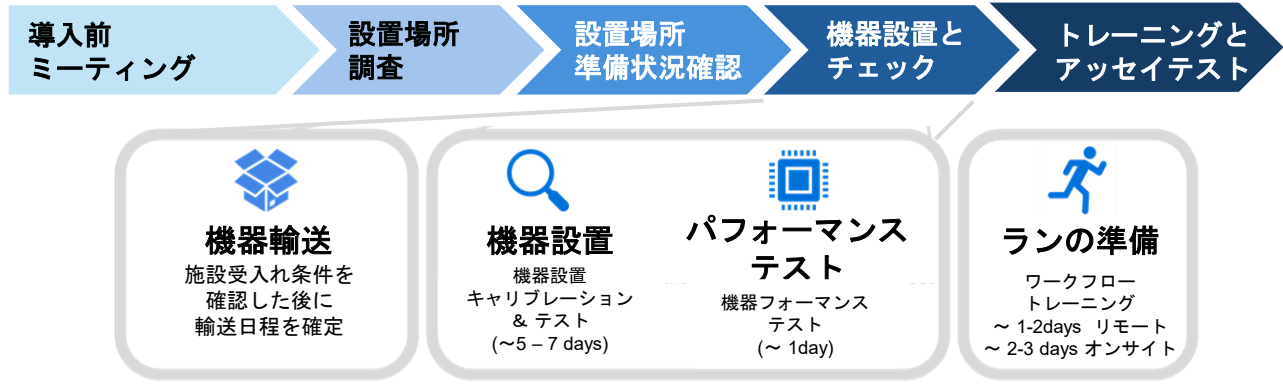 導入前
ミーティング
設置場所
調査
設置場所
準備状況確認
機器設置と
チェック
トレーニングと
アッセイテスト
機器輸送
施設受入れ条件を
確認した後に
輸送日程を確定
機器設置
機器設置
キャリブレーション
& テスト
(~5 – 7 days)
パフォーマンス
テスト
機器フォーマンス
テスト
(~ 1day)
ランの準備
ワークフロー
トレーニング
~ 1-2days リモート
~ 2-3 days オンサイト